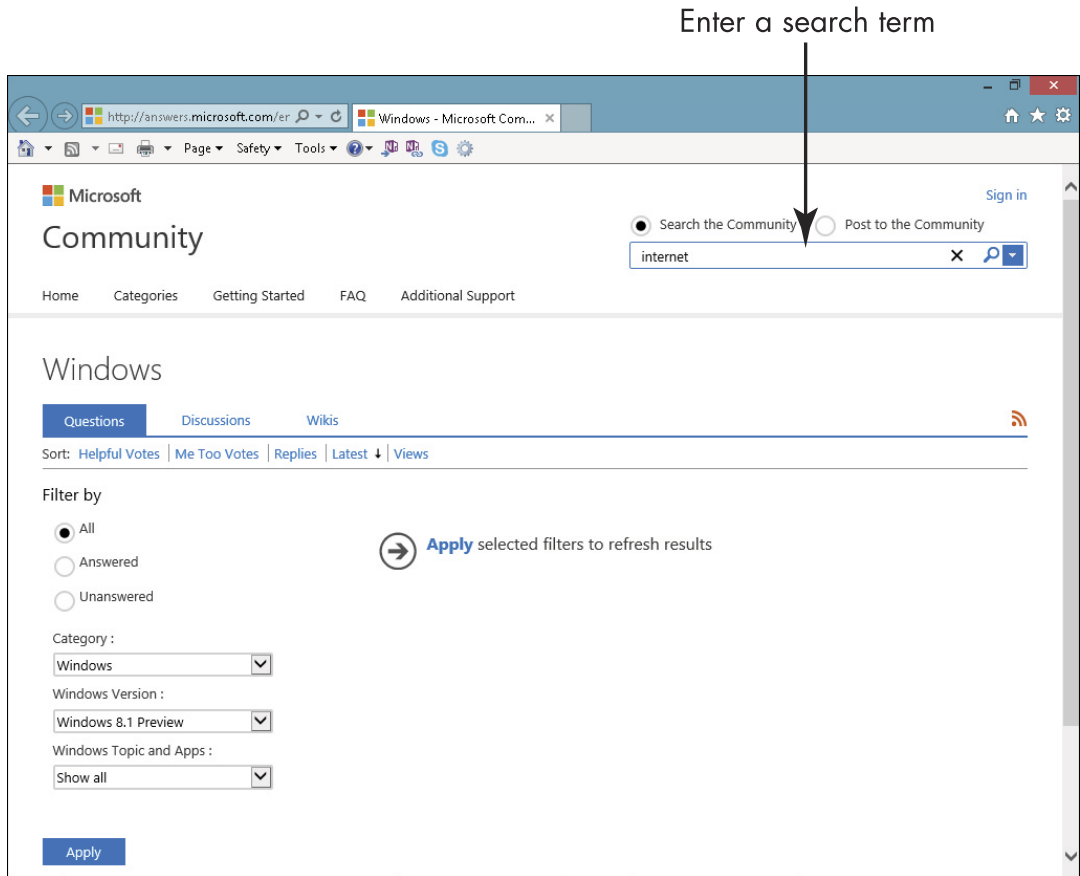 Enter a search term
http://answers.microsoft.com/er
Windows - Microsoft Com...
Page Safety Tools
Microsoft
Sign in
Community
Search the Community Post to the Community
internet
Home Categories Getting Started FAQ Additional Support
Windows
Questions Discussions Wikis
Sort: Helpful Votes | Me Too Votes | Replies | Latest ↓ | Views
Filter by
All
Apply selected filters to refresh results
Answered
Unanswered
Category :
Windows
Windows Version :
Windows 8.1 Preview
Windows Topic and Apps :
Show all
Apply